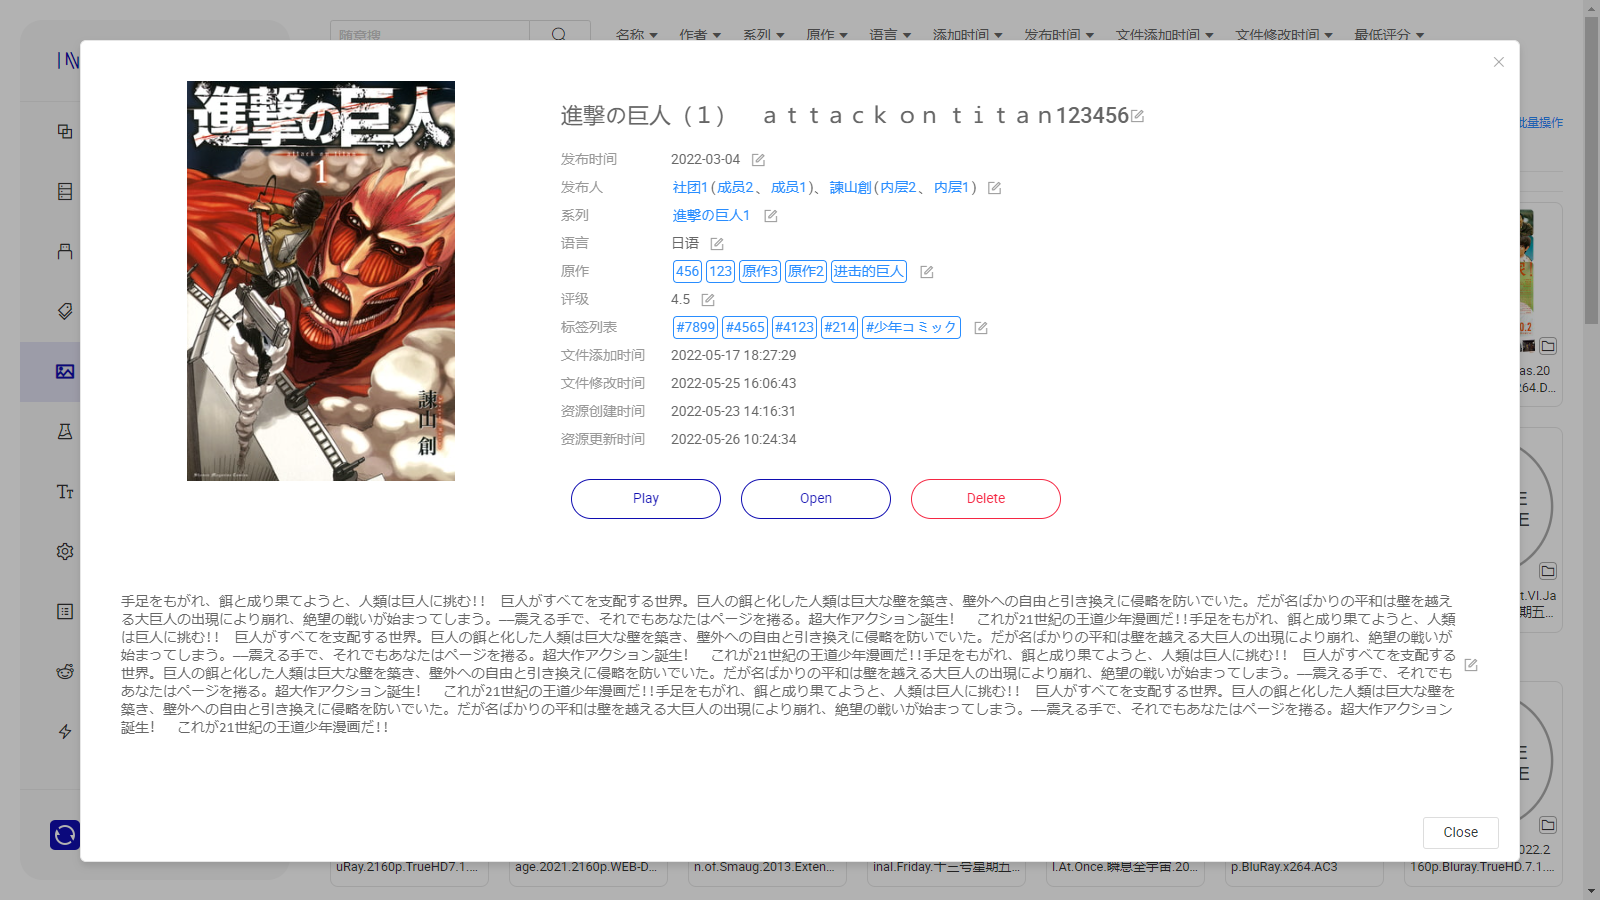 随意搜
名称 作者 系列 原作 语言 添加时间 发布时间 文件添加时间 文件修改时间 最低评分
批量操作
進撃の巨人
attack on titan
1
諫山 創
進撃の巨人（１）　ａｔｔａｃｋ ｏｎ ｔｉｔａｎ123456
发布时间 2022-03-04
发布人 社团1(成员2、成员1)、諫山創(内层2、内层1)
系列 進撃の巨人1
语言 日语
原作 456 123 原作3 原作2 进击的巨人
评级 4.5
标签列表 #7899 #4565 #4123 #214 #少年コミック
文件添加时间 2022-05-17 18:27:29
文件修改时间 2022-05-25 16:06:43
资源创建时间 2022-05-23 14:16:31
资源更新时间 2022-05-26 10:24:34
Play Open Delete
手足をもがれ、餌と成り果てようと、人類は巨人に挑む!!　巨人がすべてを支配する世界。巨人の餌と化した人類は巨大な壁を築き、壁外への自由と引き換えに侵略を防いでいた。だが名ばかりの平和は壁を越え
る大巨人の出現により崩れ、絶望の戦いが始まってしまう。――震える手で、それでもあなたはページを捲る。超大作アクション誕生!　これが21世紀の王道少年漫画だ!!手足をもがれ、餌と成り果てようと、人類
は巨人に挑む!!　巨人がすべてを支配する世界。巨人の餌と化した人類は巨大な壁を築き、壁外への自由と引き換えに侵略を防いでいた。だが名ばかりの平和は壁を越える大巨人の出現により崩れ、絶望の戦いが
始まってしまう。――震える手で、それでもあなたはページを捲る。超大作アクション誕生!　これが21世紀の王道少年漫画だ!!手足をもがれ、餌と成り果てようと、人類は巨人に挑む!!　巨人がすべてを支配する
世界。巨人の餌と化した人類は巨大な壁を築き、壁外への自由と引き換えに侵略を防いでいた。だが名ばかりの平和は壁を越える大巨人の出現により崩れ、絶望の戦いが始まってしまう。――震える手で、それでも
あなたはページを捲る。超大作アクション誕生!　これが21世紀の王道少年漫画だ!!手足をもがれ、餌と成り果てようと、人類は巨人に挑む!!　巨人がすべてを支配する世界。巨人の餌と化した人類は巨大な壁を
築き、壁外への自由と引き換えに侵略を防いでいた。だが名ばかりの平和は壁を越える大巨人の出現により崩れ、絶望の戦いが始まってしまう。――震える手で、それでもあなたはページを捲る。超大作アクション
誕生!　これが21世紀の王道少年漫画だ!!
as.20
264.D...
t.VI.Ja
期五...
Close
022.2
uRay.2160p.TrueHD7.1.... age.2021.2160p.WEB-D... n.of.Smaug.2013.Exten... inal.Friday.十三号星期五... l.At.Once.瞬息全宇宙.20... p.BluRay.x264.AC3 160p.Bluray.TrueHD.7.1....